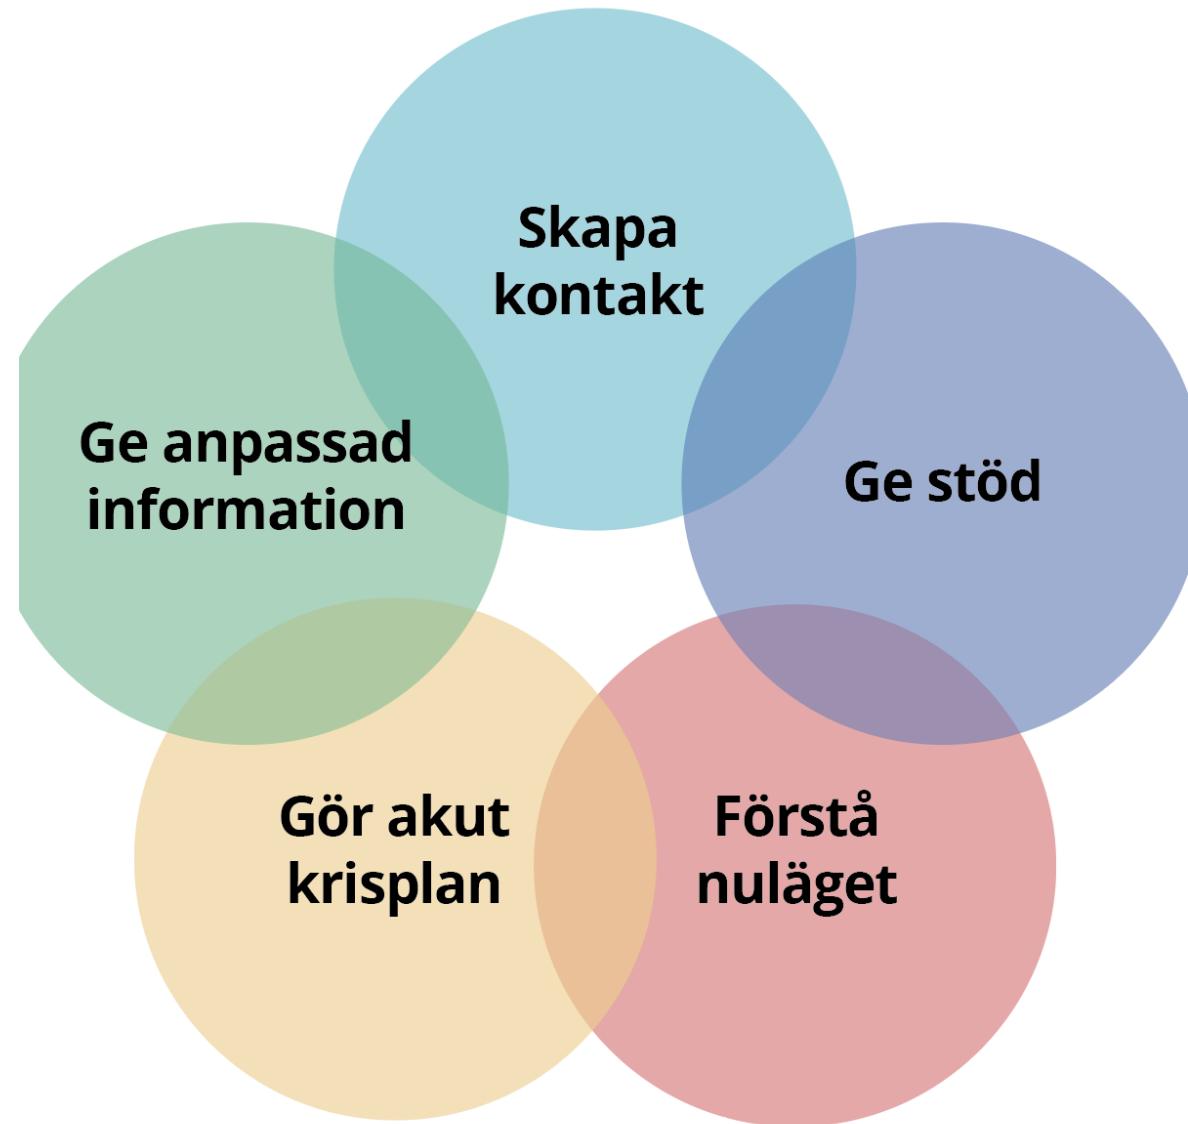 Skapa
kontakt
Ge stöd
Förstå
nuläget
Gör akut
krisplan
Ge anpassad
information